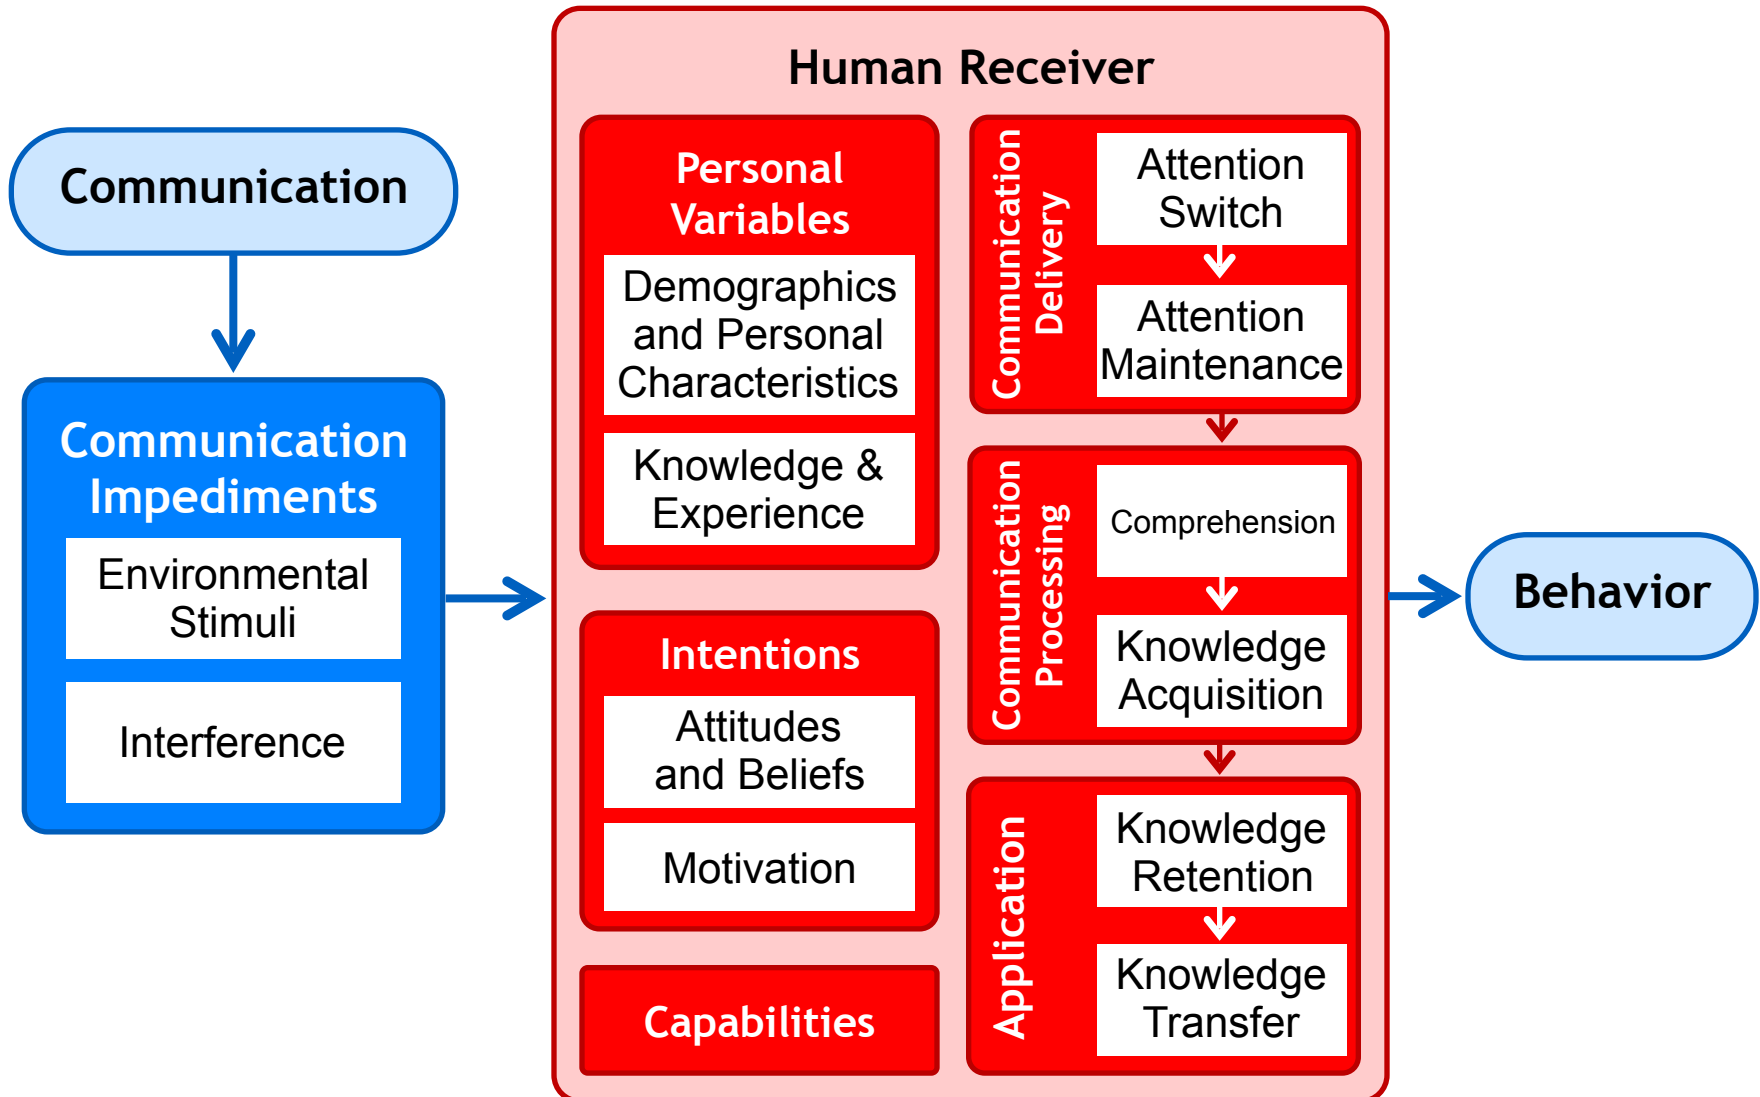 Human Receiver
Communication
Communication
Impediments
Environmental
Stimuli
Interference
Personal
Variables
Demographics
and Personal
Characteristics
Knowledge &
Experience
Intentions
Attitudes
and Beliefs
Motivation
Capabilities
Communication
Delivery
Attention
Switch
Attention
Maintenance
Communication
Processing
Comprehension
Knowledge
Acquisition
Application
Knowledge
Retention
Knowledge
Transfer
Behavior